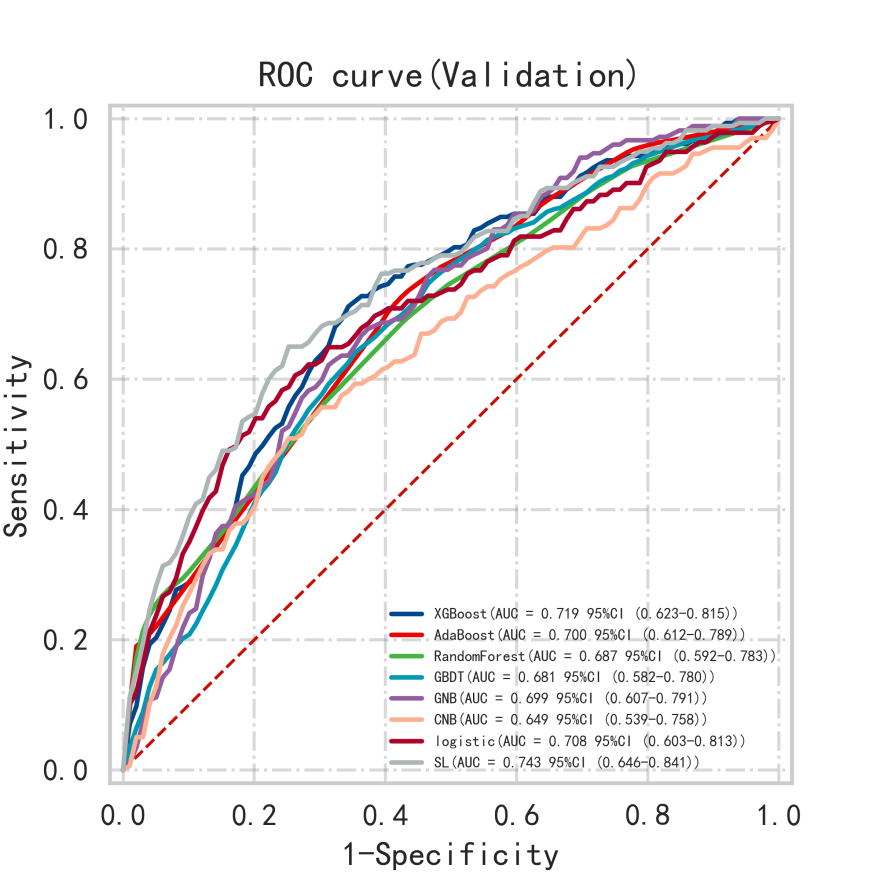 ROC curve(Validation)
1.0
0.8
0.6
0.4
0.2
0.0
Sensitivity
XGBoost(AUC = 0.719 95%CI (0.623-0.815))
AdaBoost(AUC = 0.700 95%CI (0.612-0.789))
RandomForest(AUC = 0.687 95%CI (0.592-0.783))
GBDT(AUC = 0.681 95%CI (0.582-0.780))
GNB(AUC = 0.699 95%CI (0.607-0.791))
CNB(AUC = 0.649 95%CI (0.539-0.758))
logistic(AUC = 0.708 95%CI (0.603-0.813))
SL(AUC = 0.743 95%CI (0.646-0.841))
0.0 0.2 0.4 0.6 0.8 1.0
1-Specificity